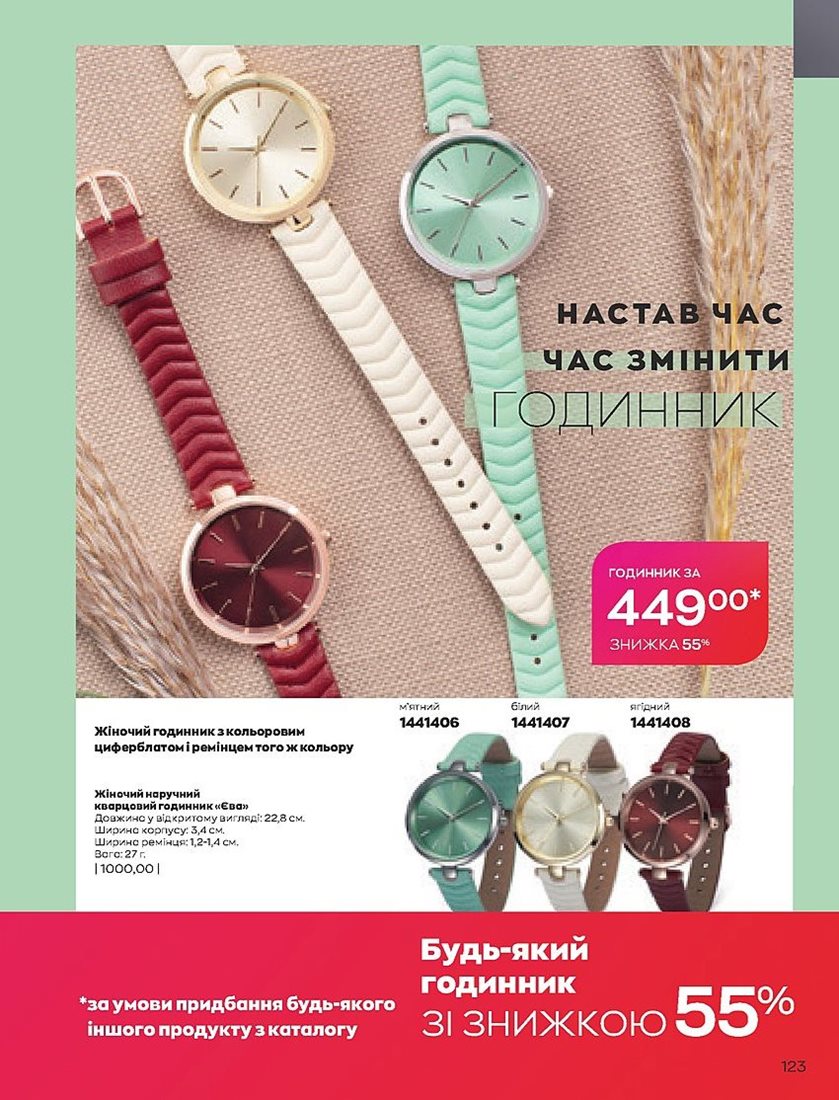 НАСТАВ ЧАС
ЧАС ЗМІНИТИ
ГОДИННИК
ГОДИННИК ЗА
449⁰⁰*
ЗНИЖКА 55%
м'ятний
1441406
білий
1441407
ягідний
1441408
Жіночий годинник з кольоровим
циферблатом і ремінцем того ж кольору
Жіночий наручний
кварцовий годинник «Єва»
Довжина у відкритому вигляді: 22,8 см.
Ширина корпусу: 3,4 см.
Ширина ремінця: 1,2-1,4 см.
Вага: 27 г.
| 1000,00 |
*за умови придбання будь-якого
іншого продукту з каталогу
Будь-який
годинник
ЗІ ЗНИЖКОЮ 55%
123